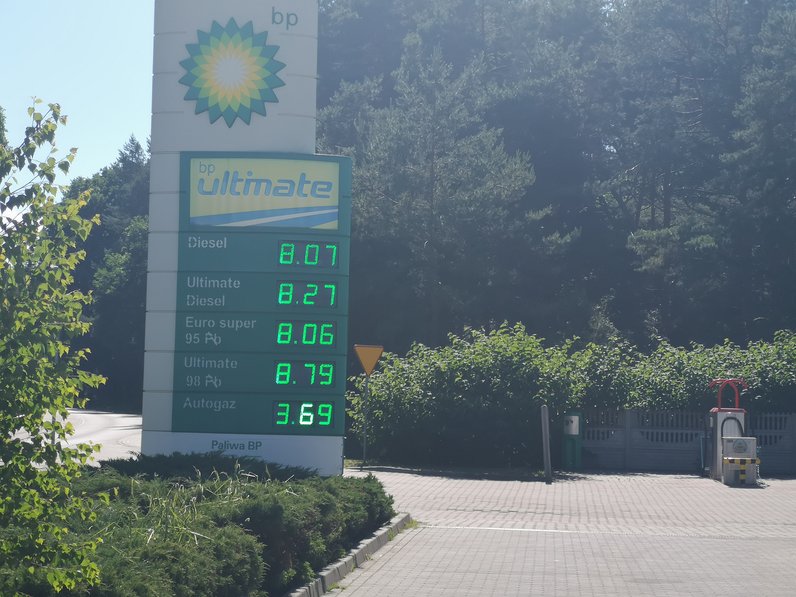 bp
bp
ultimate
Diesel 8.07
Ultimate
Diesel 8.27
Euro super
95 Pb 8.06
Ultimate
98 Pb 8.79
Autogaz 3.69
Paliwa BP